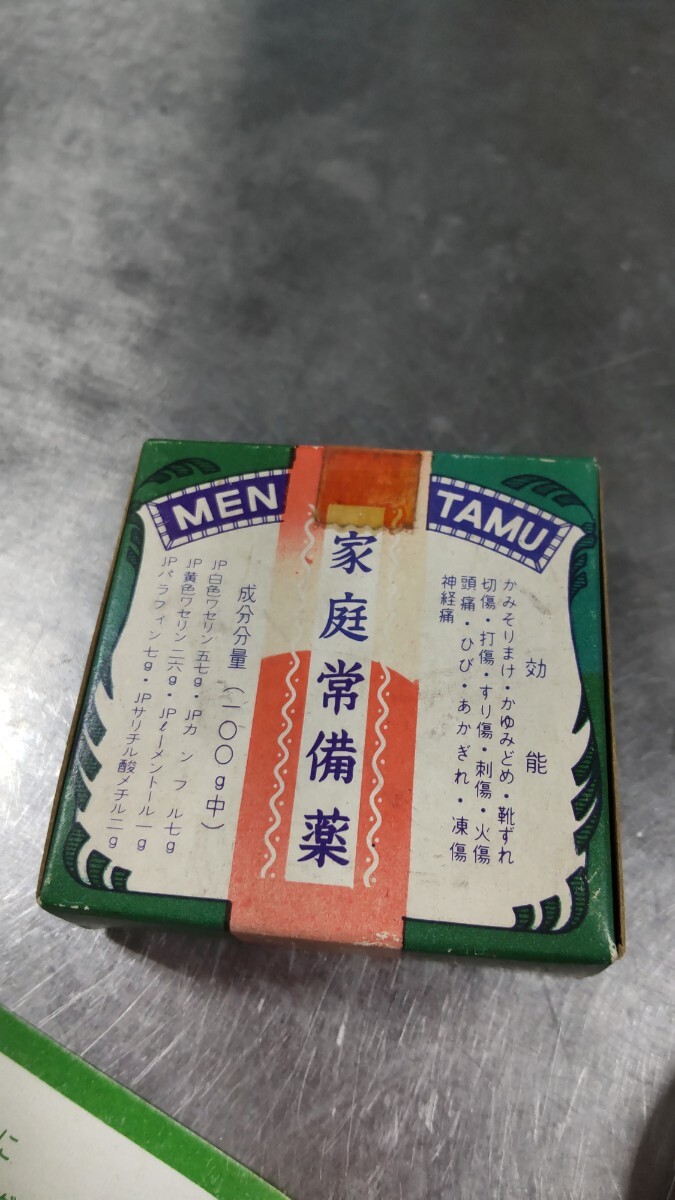 MEN
TAMU
家庭常備薬
効能
かみそりまけ・かゆみどめ・靴ずれ
切傷・打傷・すり傷・刺傷・火傷
頭痛・ひび・あかぎれ・凍傷
神経痛
成分分量(一〇〇g中)
JP白色ワセリン五七g・JPカンフル七g
JP黄色ワセリン二六g・JPℓーメントール一g
JPパラフィン七g・JPサリチル酸メチル二g
に